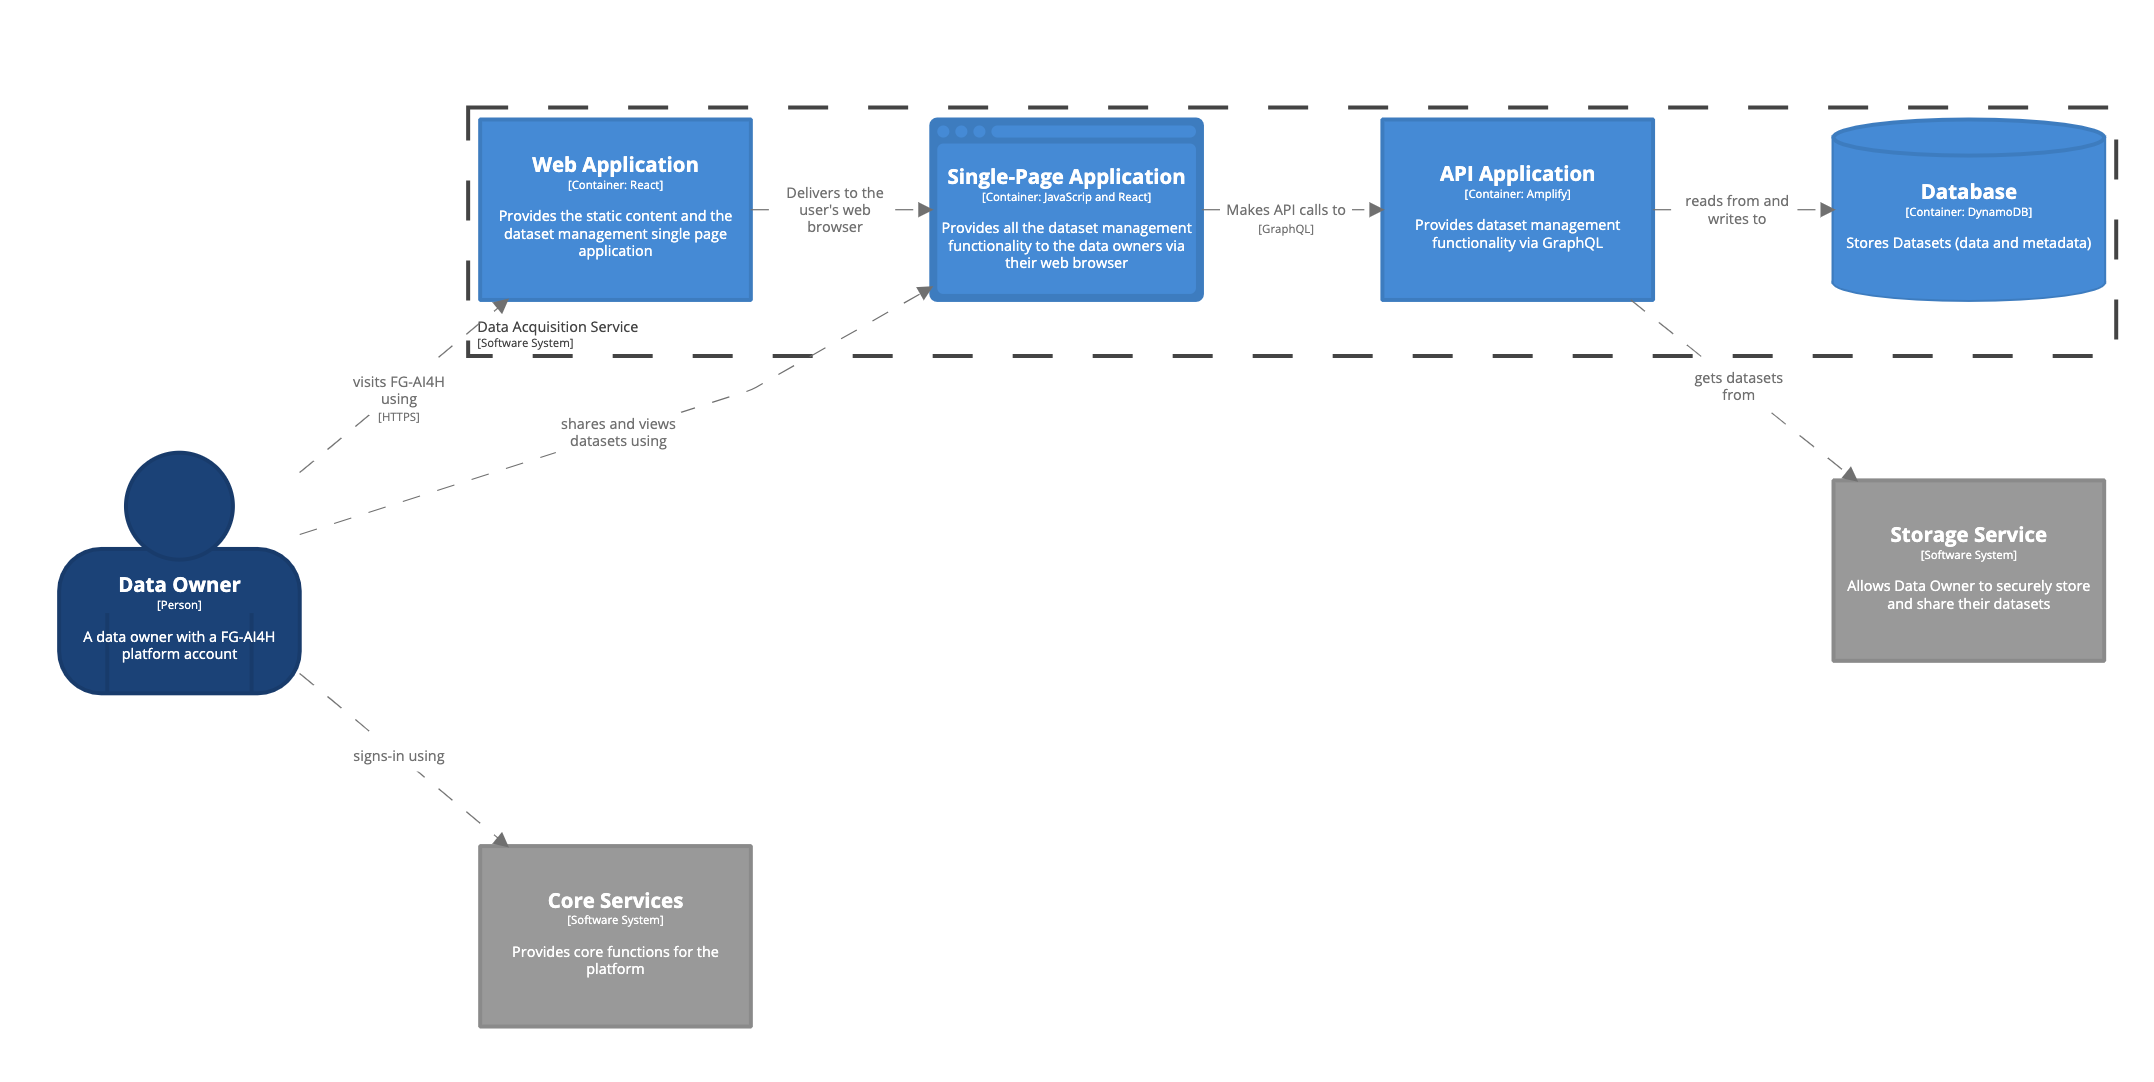 Web Application
[Container: React]
Provides the static content and the
dataset management single page
application
Delivers to the
user's web
browser
Single-Page Application
[Container: JavaScrip and React]
Provides all the dataset management
functionality to the data owners via
their web browser
Makes API calls to
[GraphQL]
API Application
[Container: Amplify]
Provides dataset management
functionality via GraphQL
reads from and
writes to
Database
[Container: DynamoDB]
Stores Datasets (data and metadata)
Data Acquisition Service
[Software System]
visits FG-AI4H
using
[HTTPS]
shares and views
datasets using
gets datasets
from
Data Owner
[Person]
A data owner with a FG-AI4H
platform account
Storage Service
[Software System]
Allows Data Owner to securely store
and share their datasets
signs-in using
Core Services
[Software System]
Provides core functions for the
platform